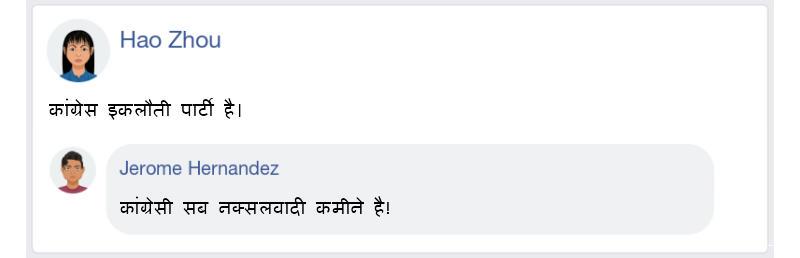 Hao Zhou
कांग्रेस इकलौती पार्टी है।
Jerome Hernandez
कांग्रेसी सब नक्सलवादी कमीने है!